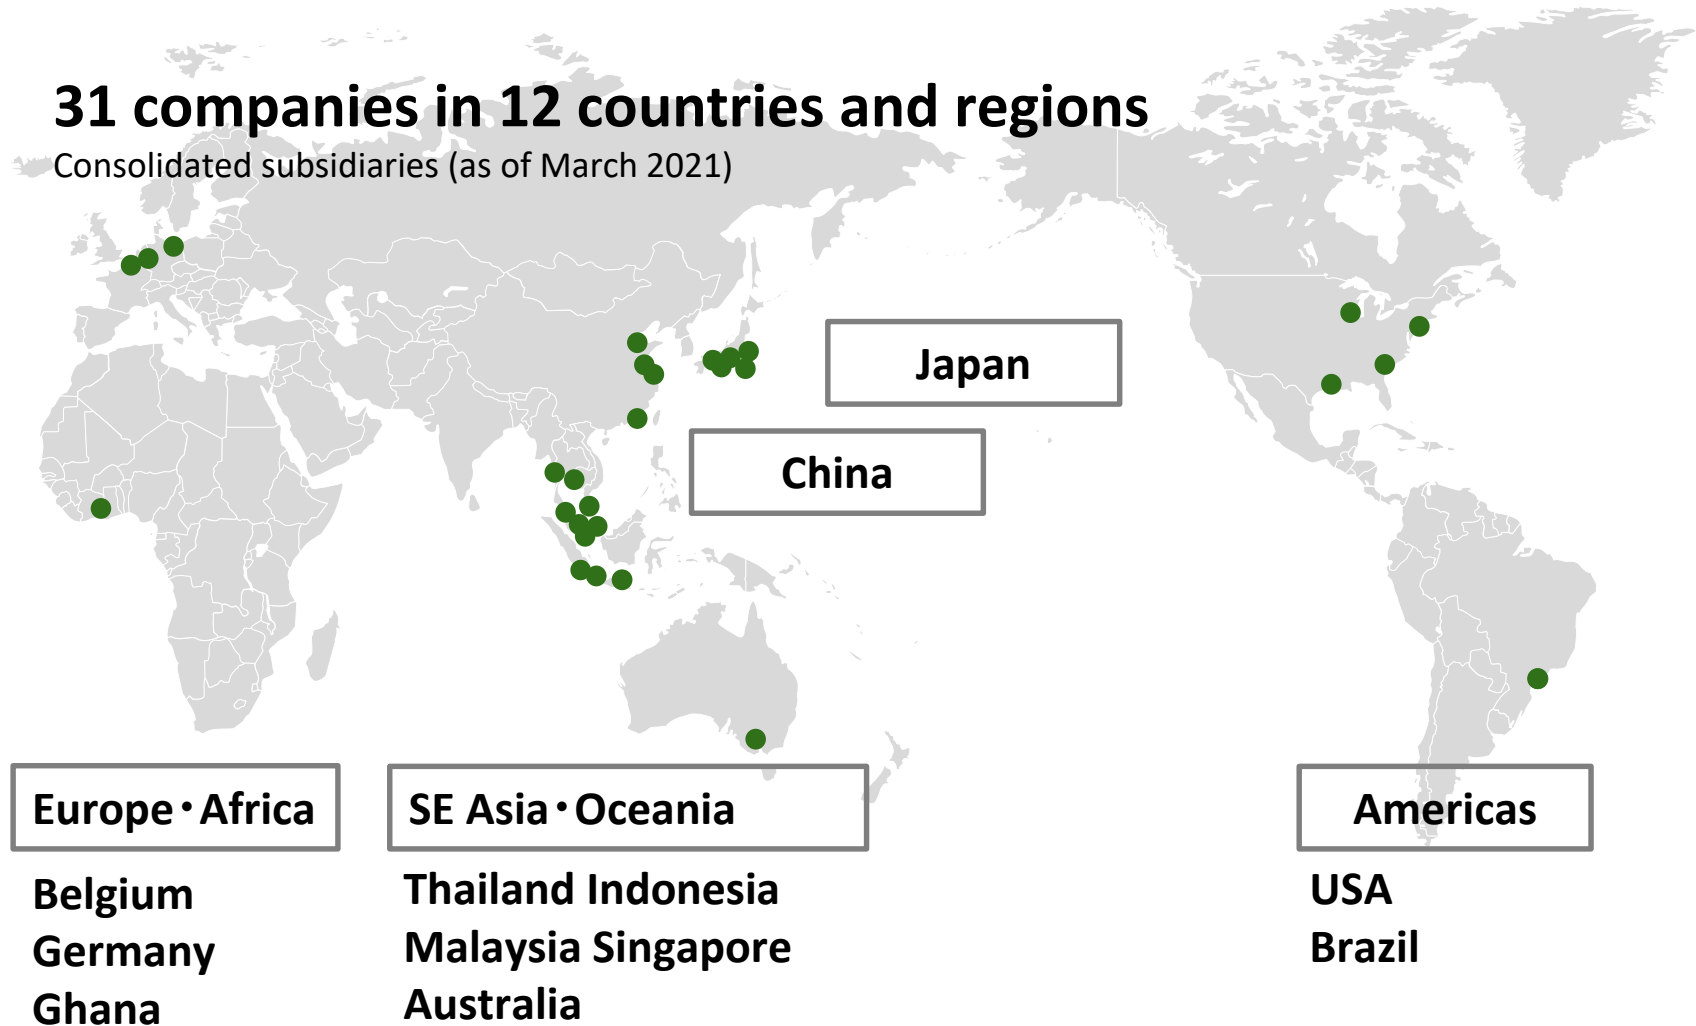 31 companies in 12 countries and regions
Consolidated subsidiaries (as of March 2021)
Japan
China
Europe・Africa
Belgium
Germany
Ghana
SE Asia・Oceania
Thailand Indonesia
Malaysia Singapore
Australia
Americas
USA
Brazil